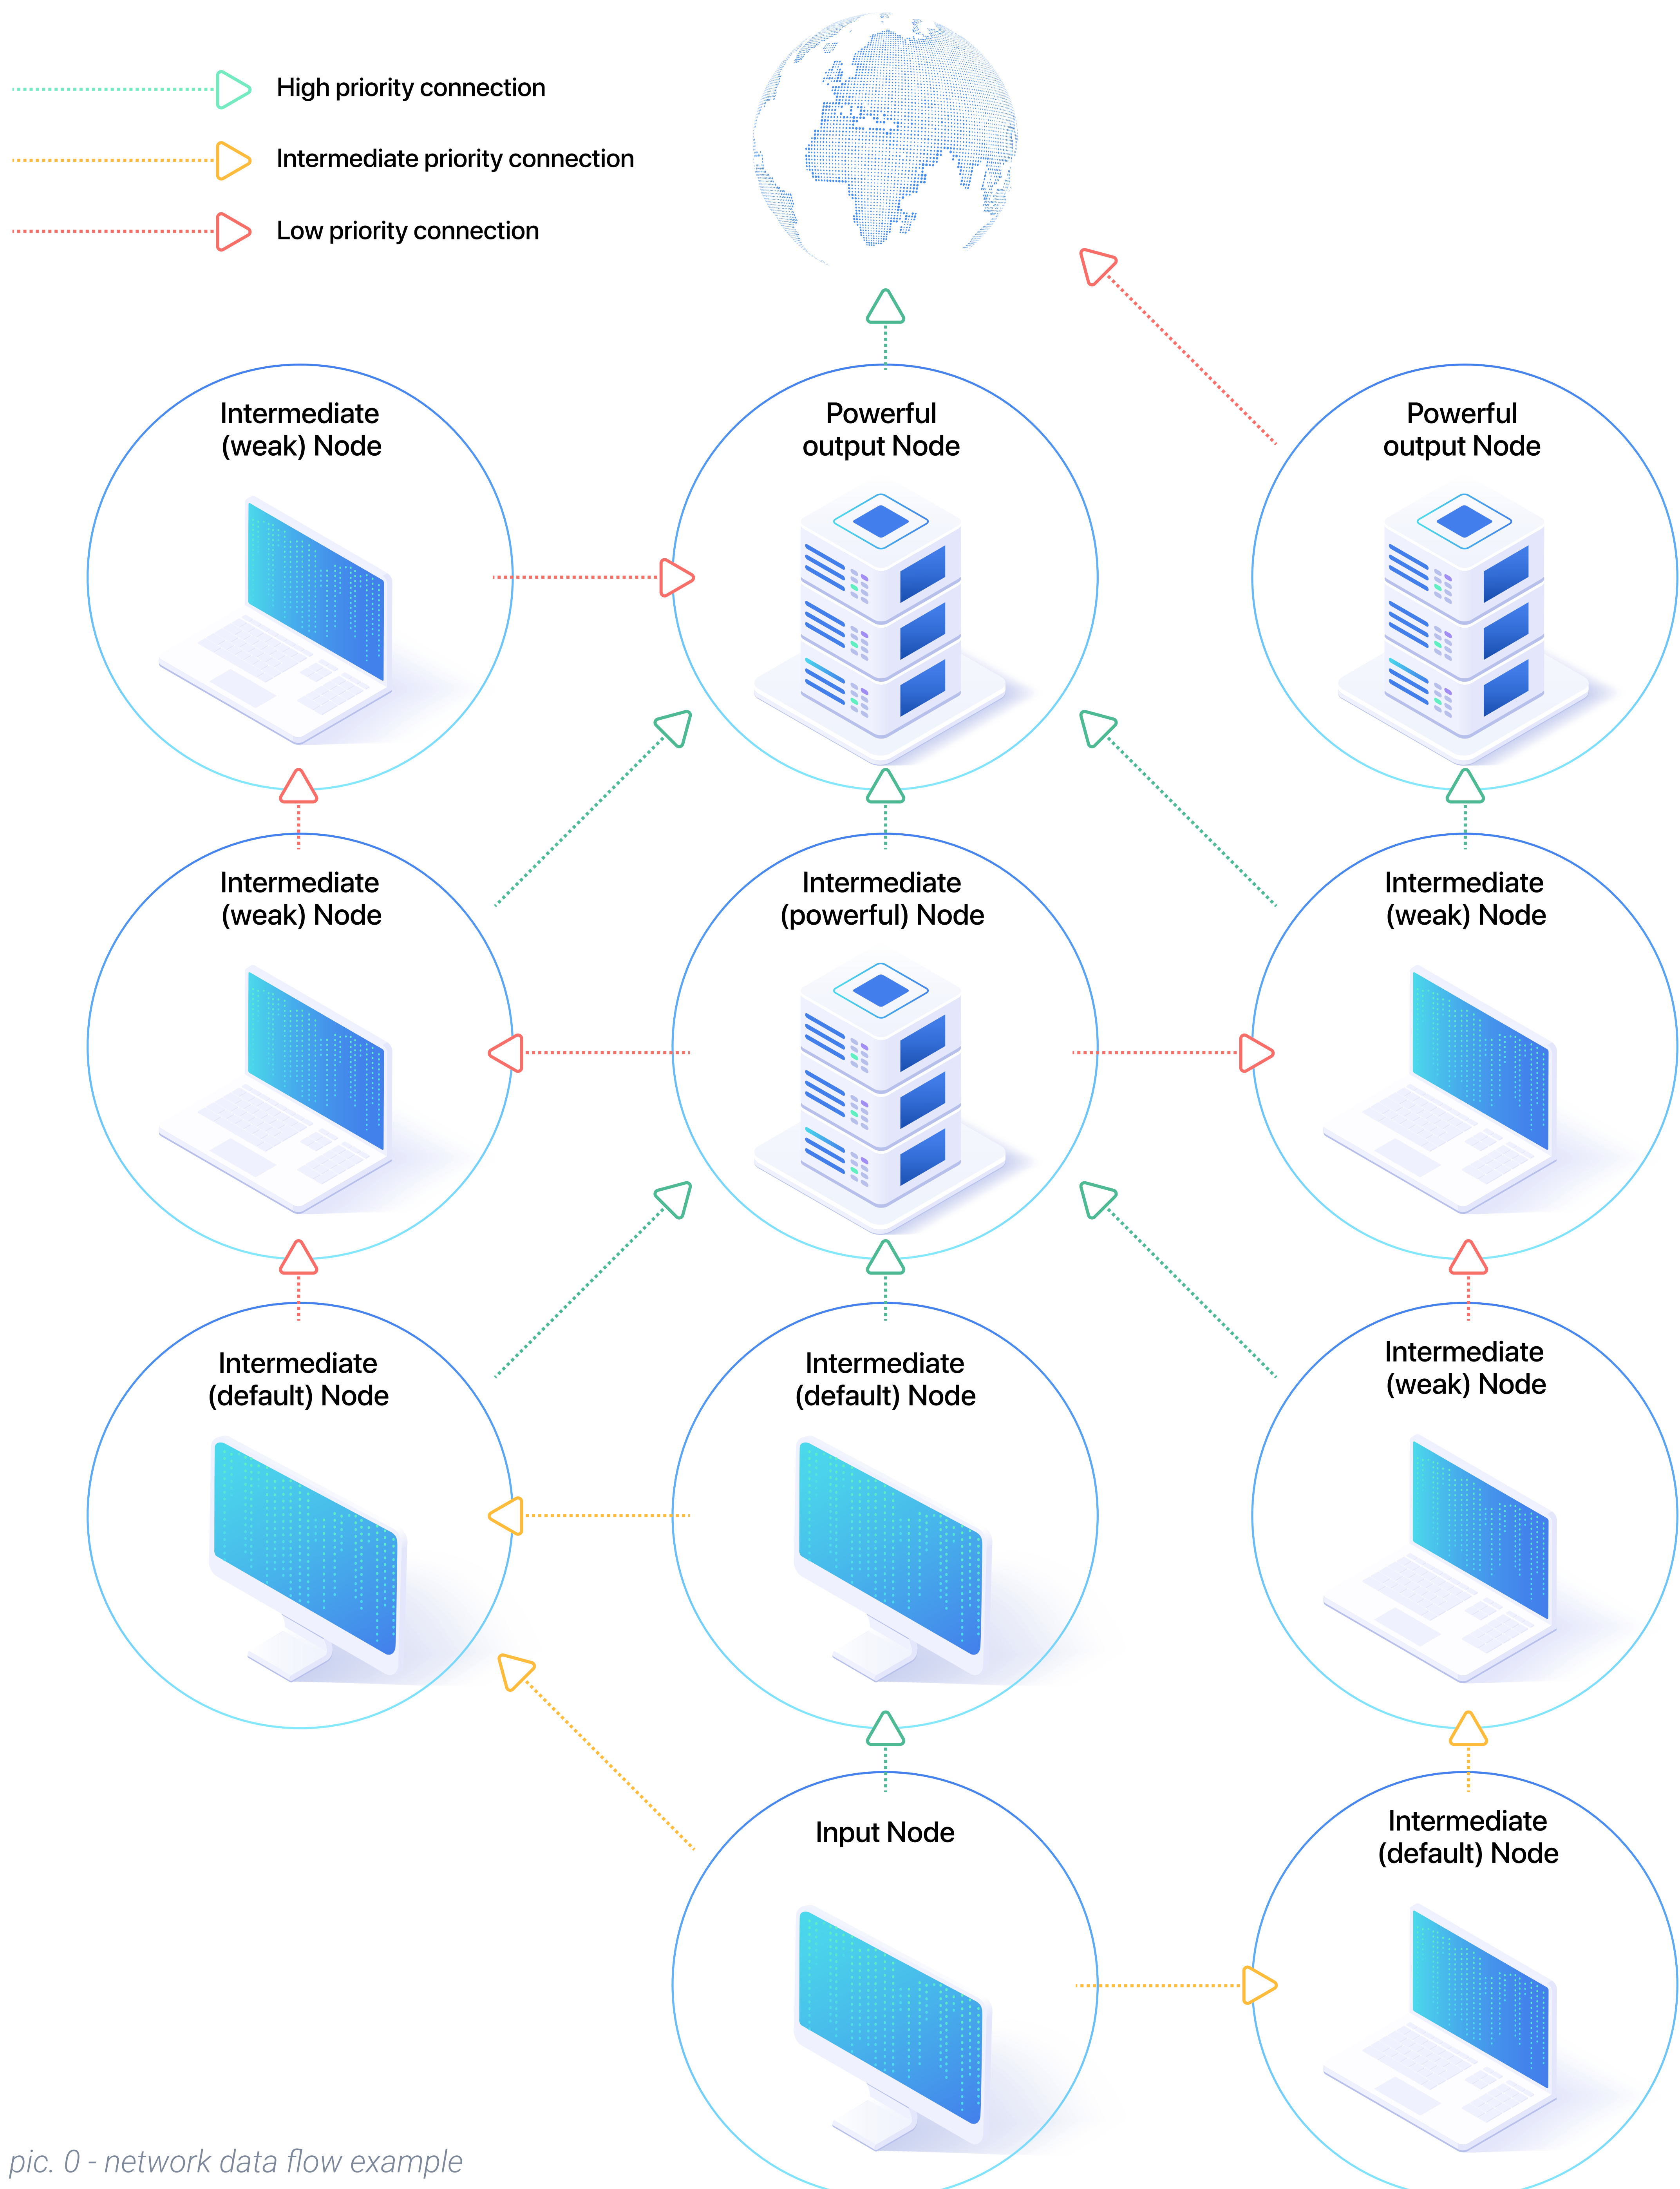 High priority connection
Intermediate priority connection
Low priority connection
Intermediate
(weak) Node
Powerful
output Node
Powerful
output Node
Intermediate
(weak) Node
Intermediate
(powerful) Node
Intermediate
(weak) Node
Intermediate
(default) Node
Intermediate
(default) Node
Intermediate
(weak) Node
Input Node
Intermediate
(default) Node
pic. 0 - network data flow example